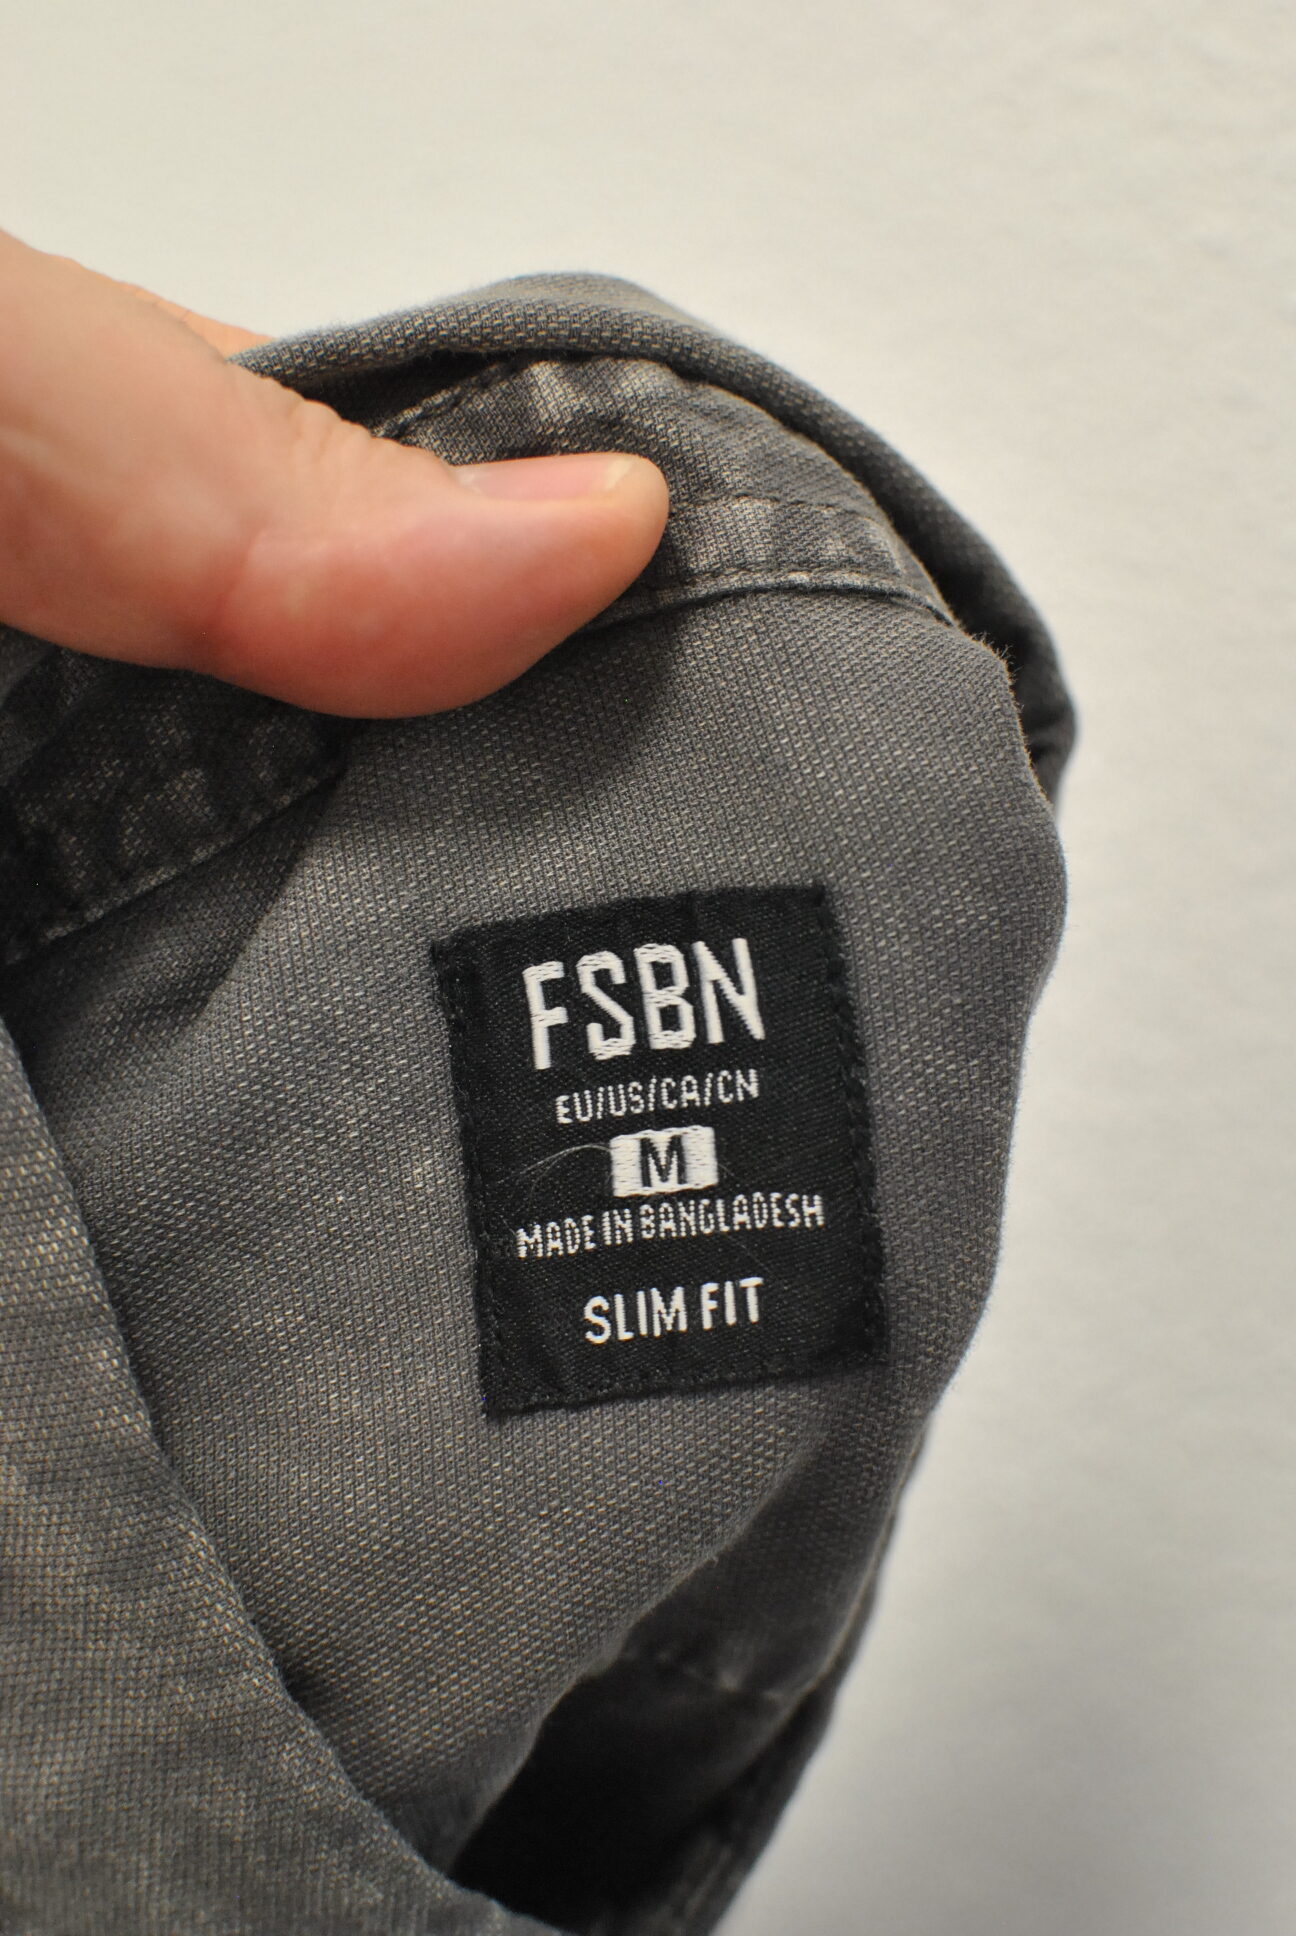 FSBN
EU/US/CA/CN
M
MADE IN BANGLADESH
SLIM FIT